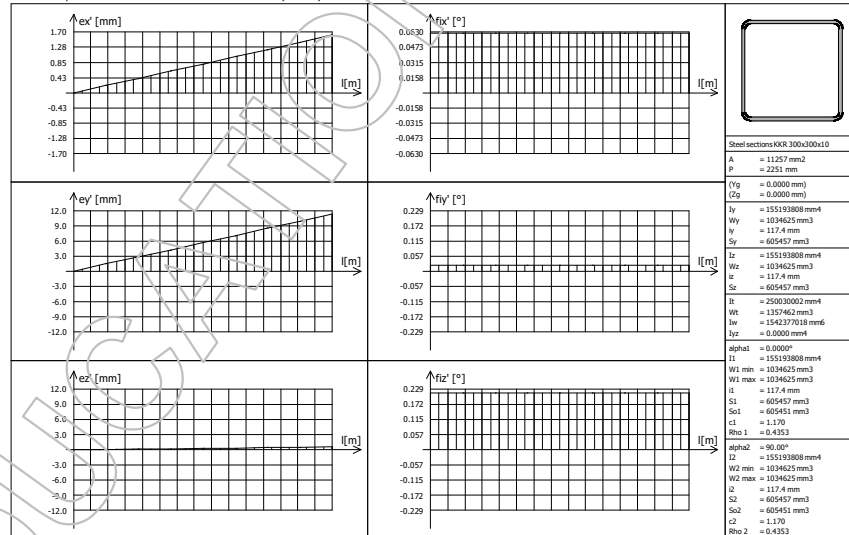 ex' [mm]
1.70
1.28
0.85
0.43
-0.43
-0.85
-1.28
-1.70
l[m]
fix' [°]
0.0630
0.0473
0.0315
0.0158
-0.0158
-0.0315
-0.0473
-0.0630
l[m]
ey' [mm]
12.0
9.0
6.0
3.0
-3.0
-6.0
-9.0
-12.0
l[m]
fiy' [°]
0.229
0.172
0.115
0.057
-0.057
-0.115
-0.172
-0.229
l[m]
ez' [mm]
12.0
9.0
6.0
3.0
-3.0
-6.0
-9.0
-12.0
l[m]
fiz' [°]
0.229
0.172
0.115
0.057
-0.057
-0.115
-0.172
-0.229
l[m]
Steel sections KKR 300x300x10
A = 11257 mm2
P = 2251 mm
(Yg = 0.0000 mm)
(Zg = 0.0000 mm)
Iy = 155193808 mm4
Wy = 1034625 mm3
iy = 117.4 mm
Sy = 605457 mm3
Iz = 155193808 mm4
Wz = 1034625 mm3
iz = 117.4 mm
Sz = 605457 mm3
It = 250030002 mm4
Wt = 1357462 mm3
Iw = 1542377018 mm6
Iyz = 0.0000 mm4
alpha1 = 0.0000°
I1 = 155193808 mm4
W1 min = 1034625 mm3
W1 max = 1034625 mm3
i1 = 117.4 mm
S1 = 605457 mm3
So1 = 605451 mm3
c1 = 1.170
Rho 1 = 0.4353
alpha2 = 90.00°
I2 = 155193808 mm4
W2 min = 1034625 mm3
W2 max = 1034625 mm3
i2 = 117.4 mm
S2 = 605457 mm3
So2 = 605451 mm3
c2 = 1.170
Rho 2 = 0.4353
UCATION